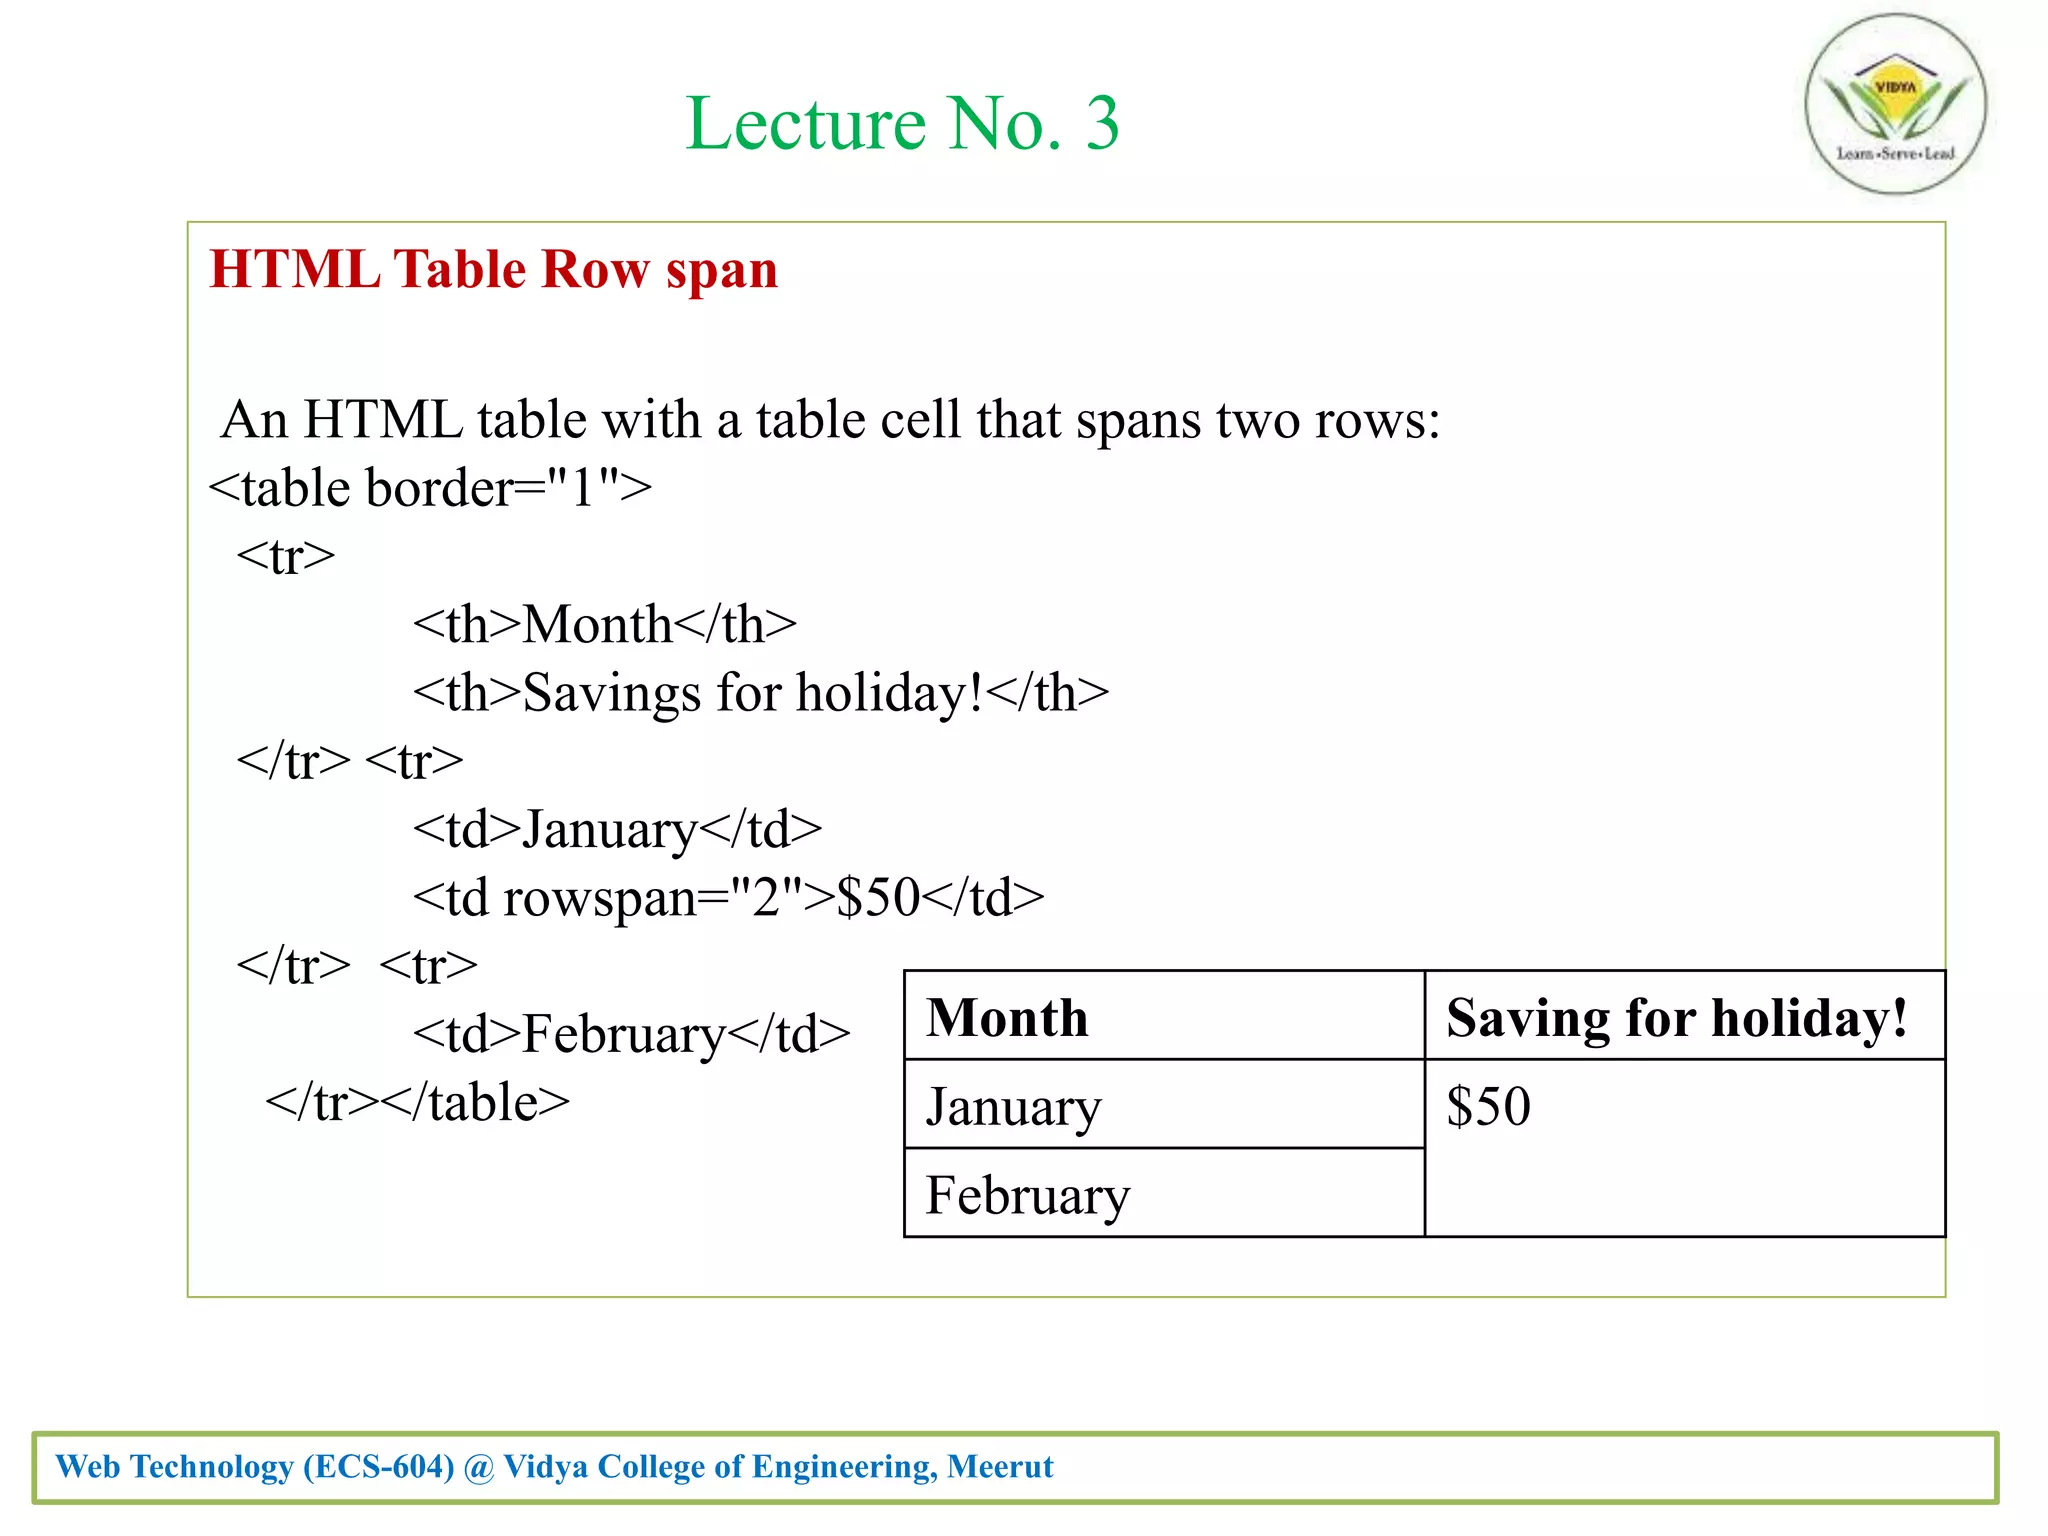 Lecture No. 3
VIDYA
Learn•Serve•Lead
HTML Table Row span
An HTML table with a table cell that spans two rows:
<table border="1">
<tr>
<th>Month</th>
<th>Savings for holiday!</th>
</tr> <tr>
<td>January</td>
<td rowspan="2">$50</td>
</tr> <tr>
<td>February</td>
</tr></table>
Month Saving for holiday!
January $50
February
Web Technology (ECS-604) @ Vidya College of Engineering, Meerut